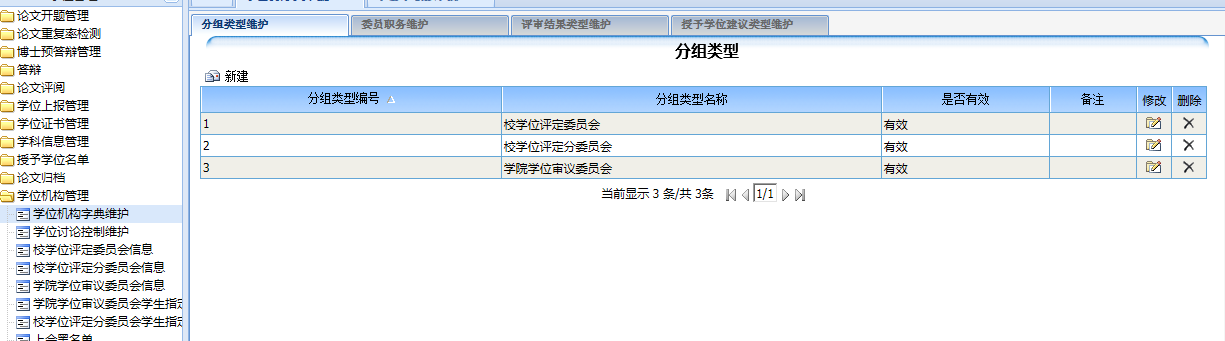 论文开题管理
论文重复率检测
博士预答辩管理
答辩
论文评阅
学位上报管理
学位证书管理
学科信息管理
授予学位名单
论文归档
学位机构管理
学位机构字典维护
学位讨论控制维护
校学位评定委员会信息
校学位评定分委员会信息
学院学位审议委员会信息
学院学位审议委员会学生指定
校学位评定分委员会学生指定
上会黑名单
分组类型维护 委员职务维护 评审结果类型维护 授予学位建议类型维护
分组类型
新建
分组类型编号 分组类型名称 是否有效 备注 修改 删除
1 校学位评定委员会 有效
2 校学位评定分委员会 有效
3 学院学位审议委员会 有效
当前显示 3 条/共 3条 1/1